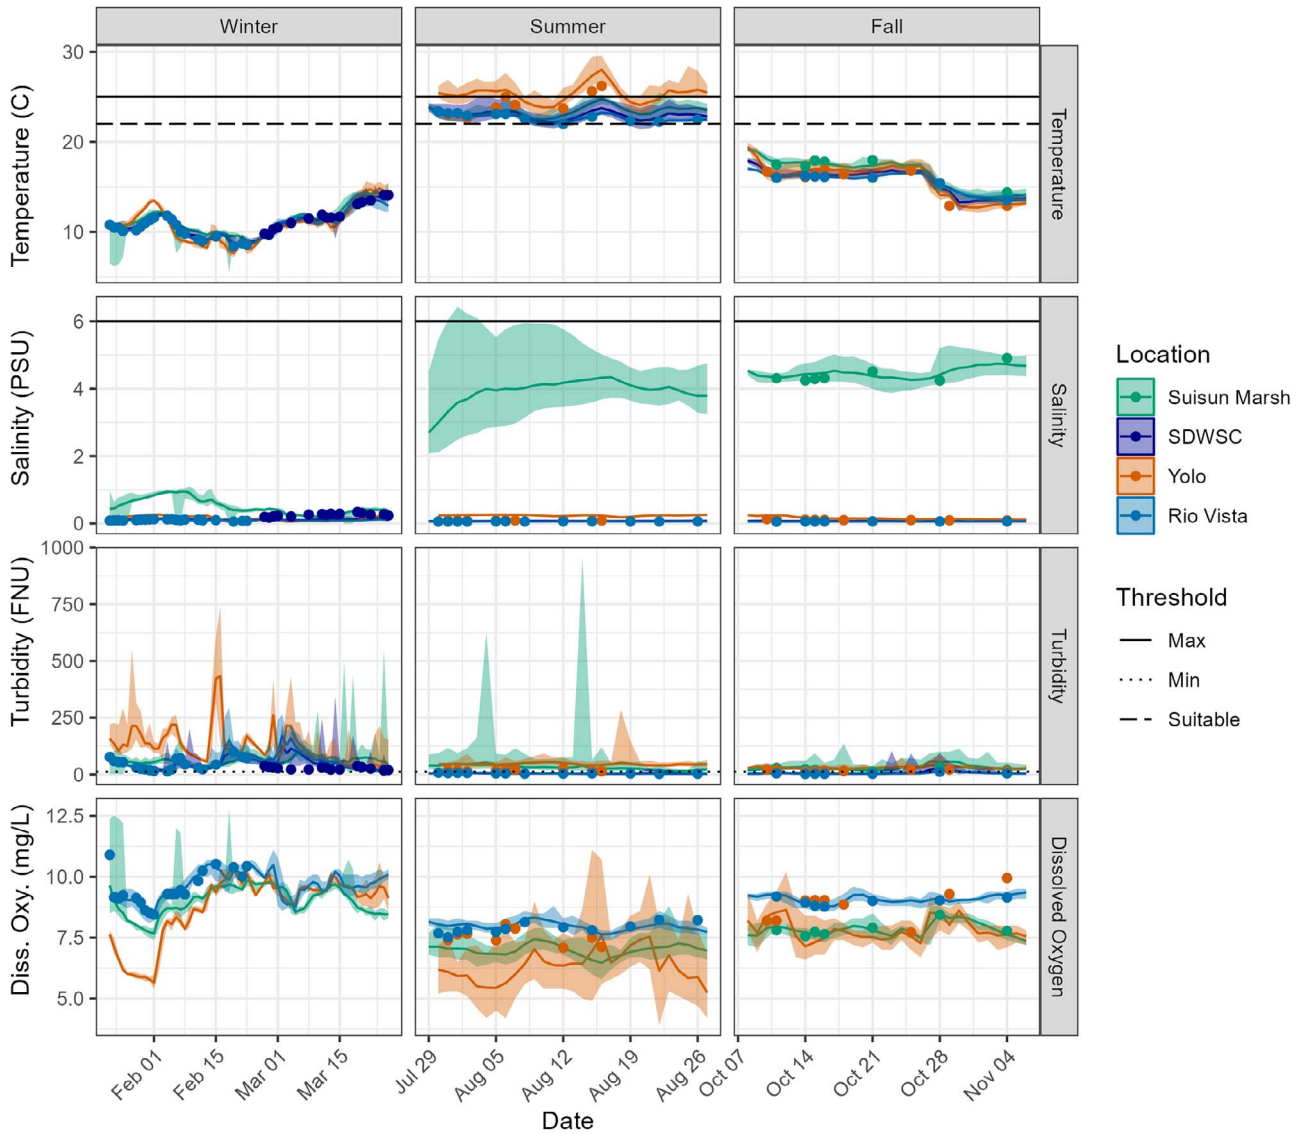 Winter Summer Fall
Temperature (C)
30
20
10
Temperature
Salinity (PSU)
6
4
2
0
Salinity
Turbidity (FNU)
1000
750
500
250
0
Turbidity
Diss. Oxy. (mg/L)
12.5
10.0
7.5
5.0
Dissolved Oxygen
Feb 01 Feb 15 Mar 01 Mar 15 Jul 29 Aug 05 Aug 12 Aug 19 Aug 26 Oct 07 Oct 14 Oct 21 Oct 28 Nov 04
Date
Location
Suisun Marsh
SDWSC
Yolo
Rio Vista
Threshold
Max
Min
Suitable